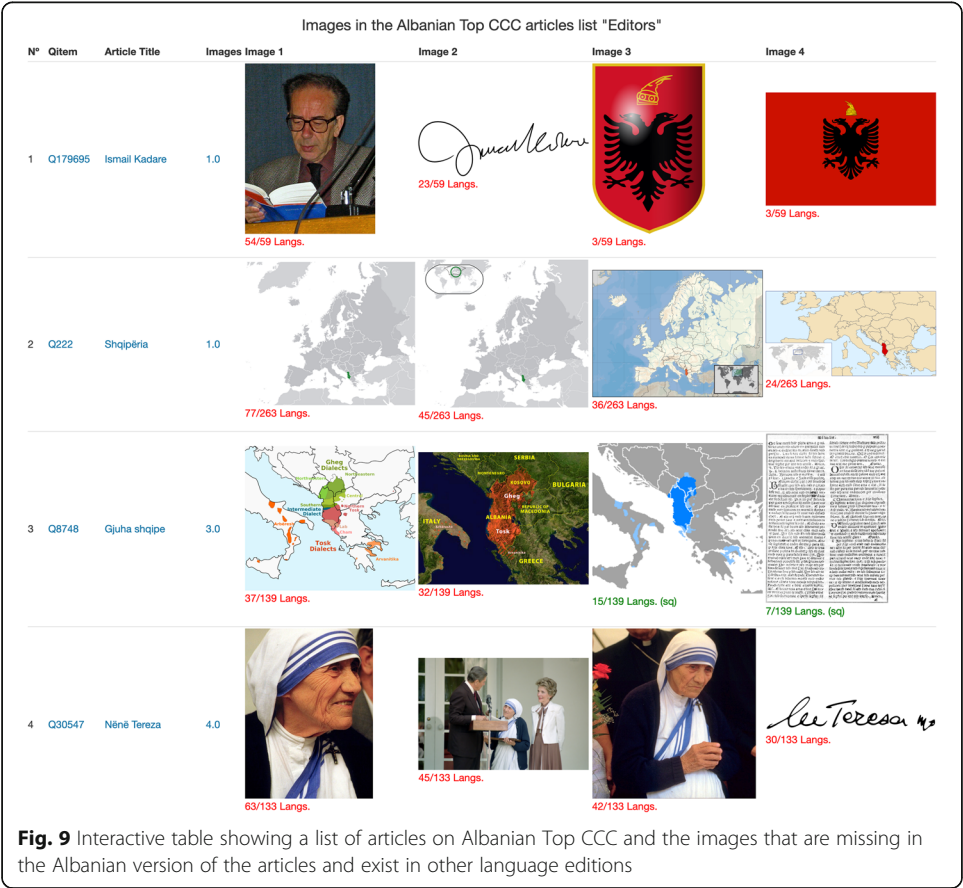 Images in the Albanian Top CCC articles list "Editors"
Nº Qitem Article Title Images Image 1 Image 2 Image 3 Image 4
1 Q179695 Ismail Kadare 1.0
54/59 Langs.
23/59 Langs.
3/59 Langs.
3/59 Langs.
2 Q222 Shqipëria 1.0
77/263 Langs.
45/263 Langs.
36/263 Langs.
24/263 Langs.
3 Q8748 Gjuha shqipe 3.0
Gheg
Dialects
Intermediate
Dialect
Tosk
Dialects
37/139 Langs.
SERBIA
KOSOVO
BULGARIA
Gheg
REPUBLIC OF
MACEDONIA
ITALY
ALBANIA
Tosk
GREECE
32/139 Langs.
15/139 Langs. (sq)
7/139 Langs. (sq)
4 Q30547 Nënë Tereza 4.0
63/133 Langs.
45/133 Langs.
42/133 Langs.
30/133 Langs.
Fig. 9 Interactive table showing a list of articles on Albanian Top CCC and the images that are missing in
the Albanian version of the articles and exist in other language editions